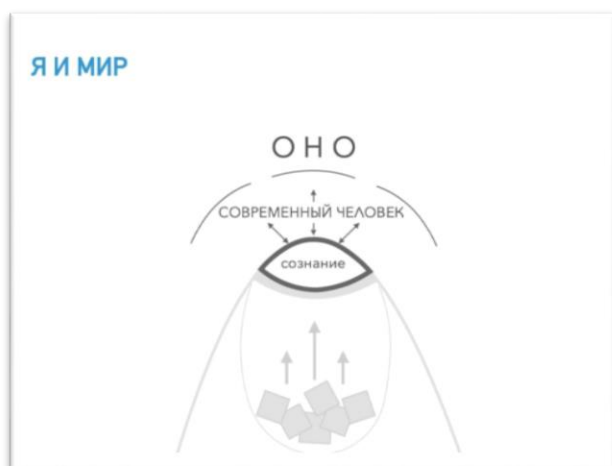 Я И МИР
ОНО
СОВРЕМЕННЫЙ ЧЕЛОВЕК
сознание